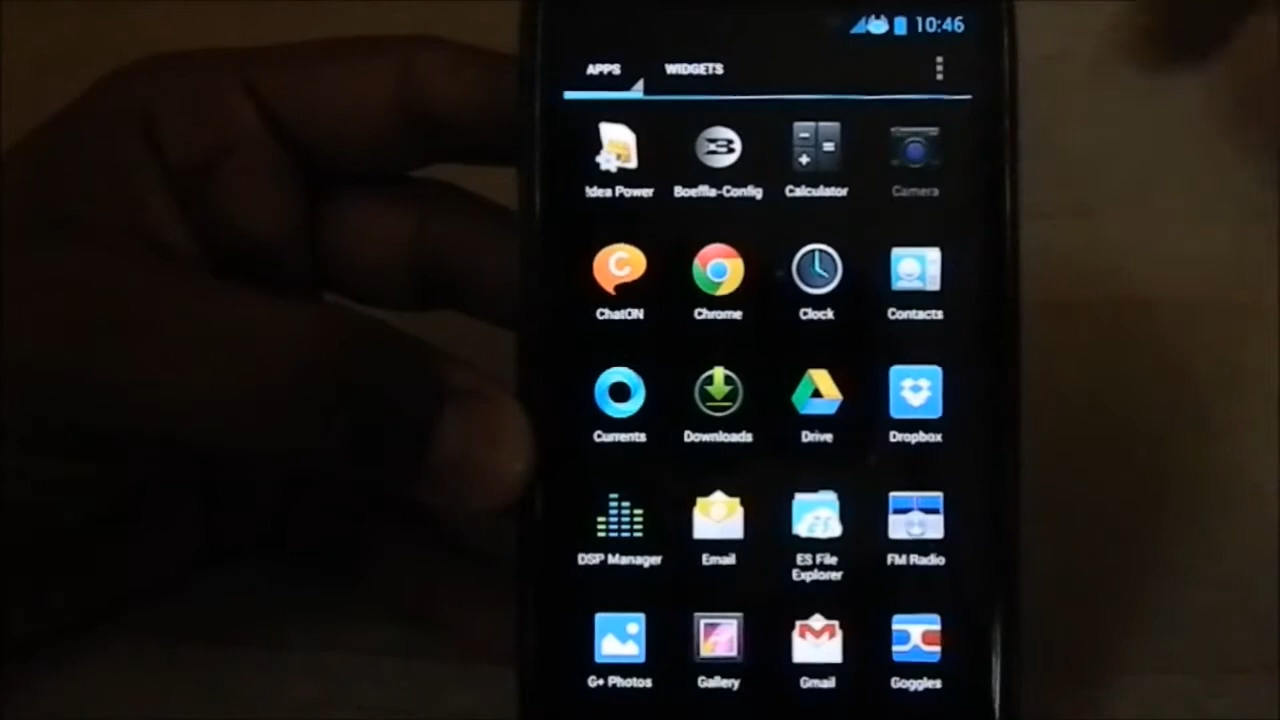 10:46
APPS WIDGETS
!dea Power Boeffla-Config Calculator Camera
ChatON Chrome Clock Contacts
Currents Downloads Drive Dropbox
DSP Manager Email ES File Explorer FM Radio
G+ Photos Gallery Gmail Goggles